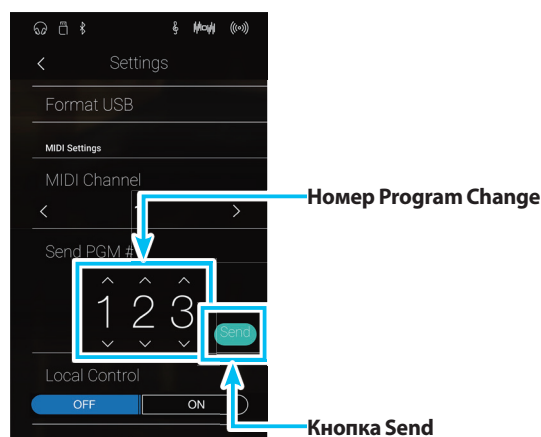 Settings
Format USB
MIDI Settings
MIDI Channel
Номер Program Change
Send PGM #
1 2 3
Send
Local Control
OFF ON
Кнопка Send